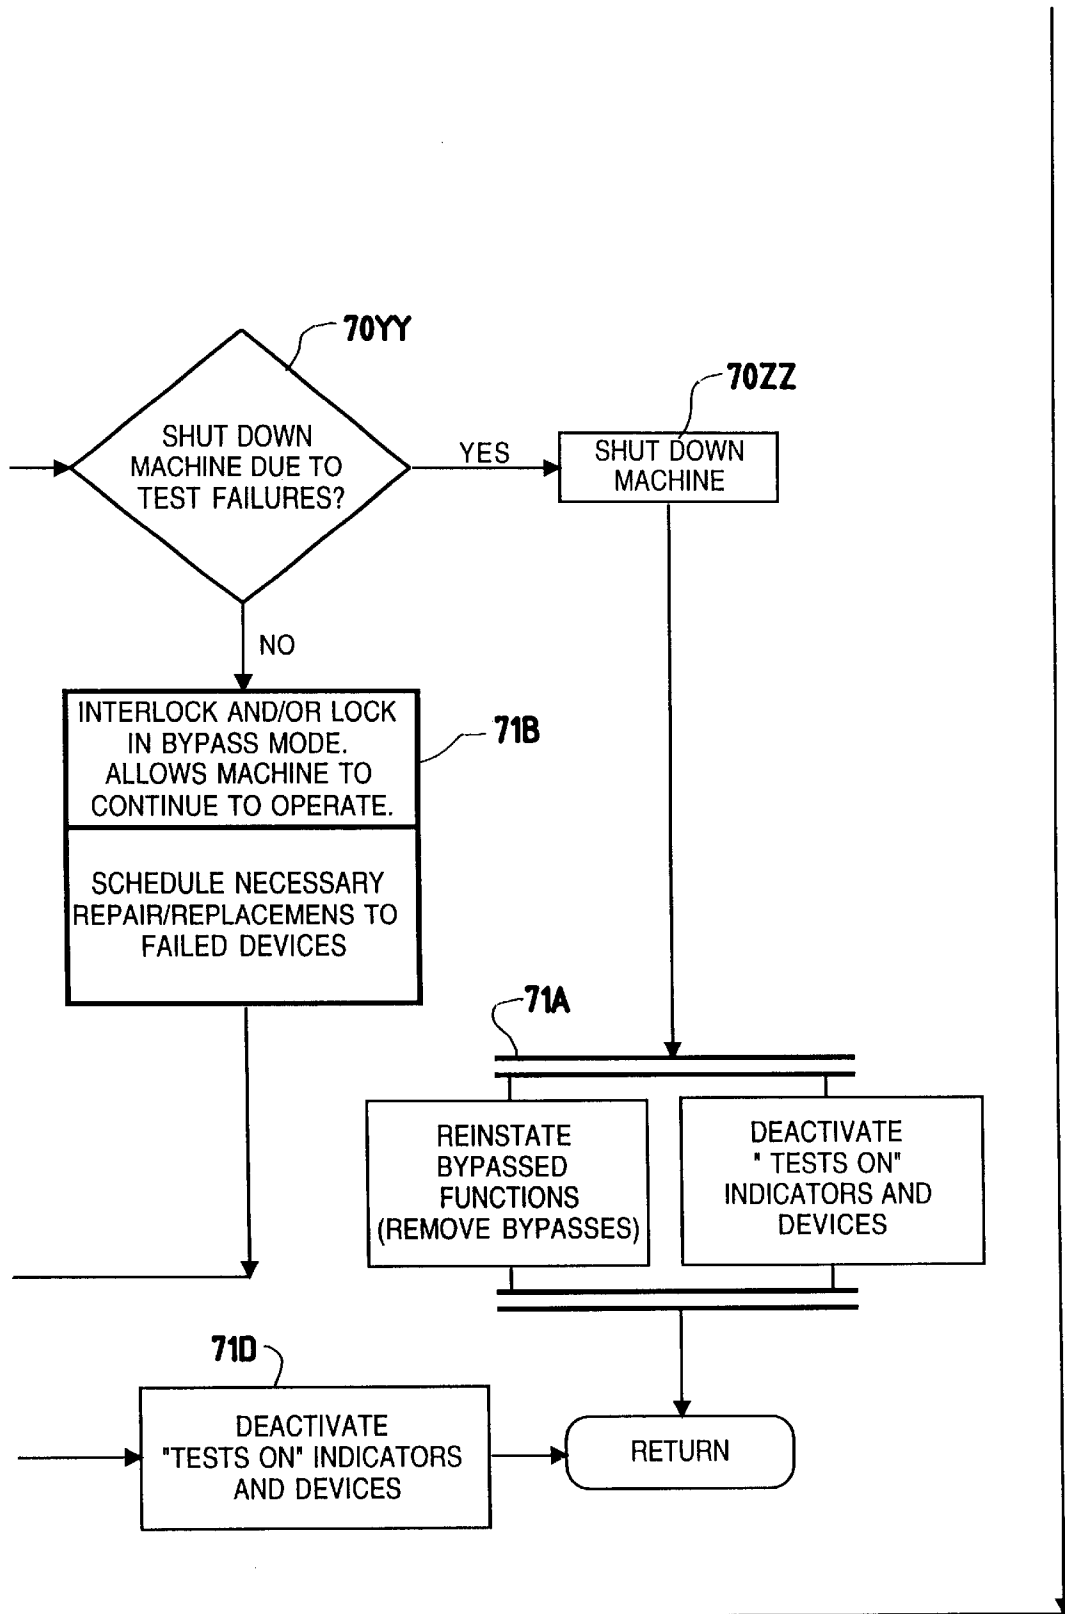 70YY
70ZZ
SHUT DOWN
MACHINE DUE TO
TEST FAILURES?
YES
SHUT DOWN
MACHINE
NO
INTERLOCK AND/OR LOCK
IN BYPASS MODE.
ALLOWS MACHINE TO
CONTINUE TO OPERATE.
71B
SCHEDULE NECESSARY
REPAIR/REPLACEMENS TO
FAILED DEVICES
71A
REINSTATE
BYPASSED
FUNCTIONS
(REMOVE BYPASSES)
DEACTIVATE
" TESTS ON"
INDICATORS AND
DEVICES
71D
DEACTIVATE
"TESTS ON" INDICATORS
AND DEVICES
RETURN